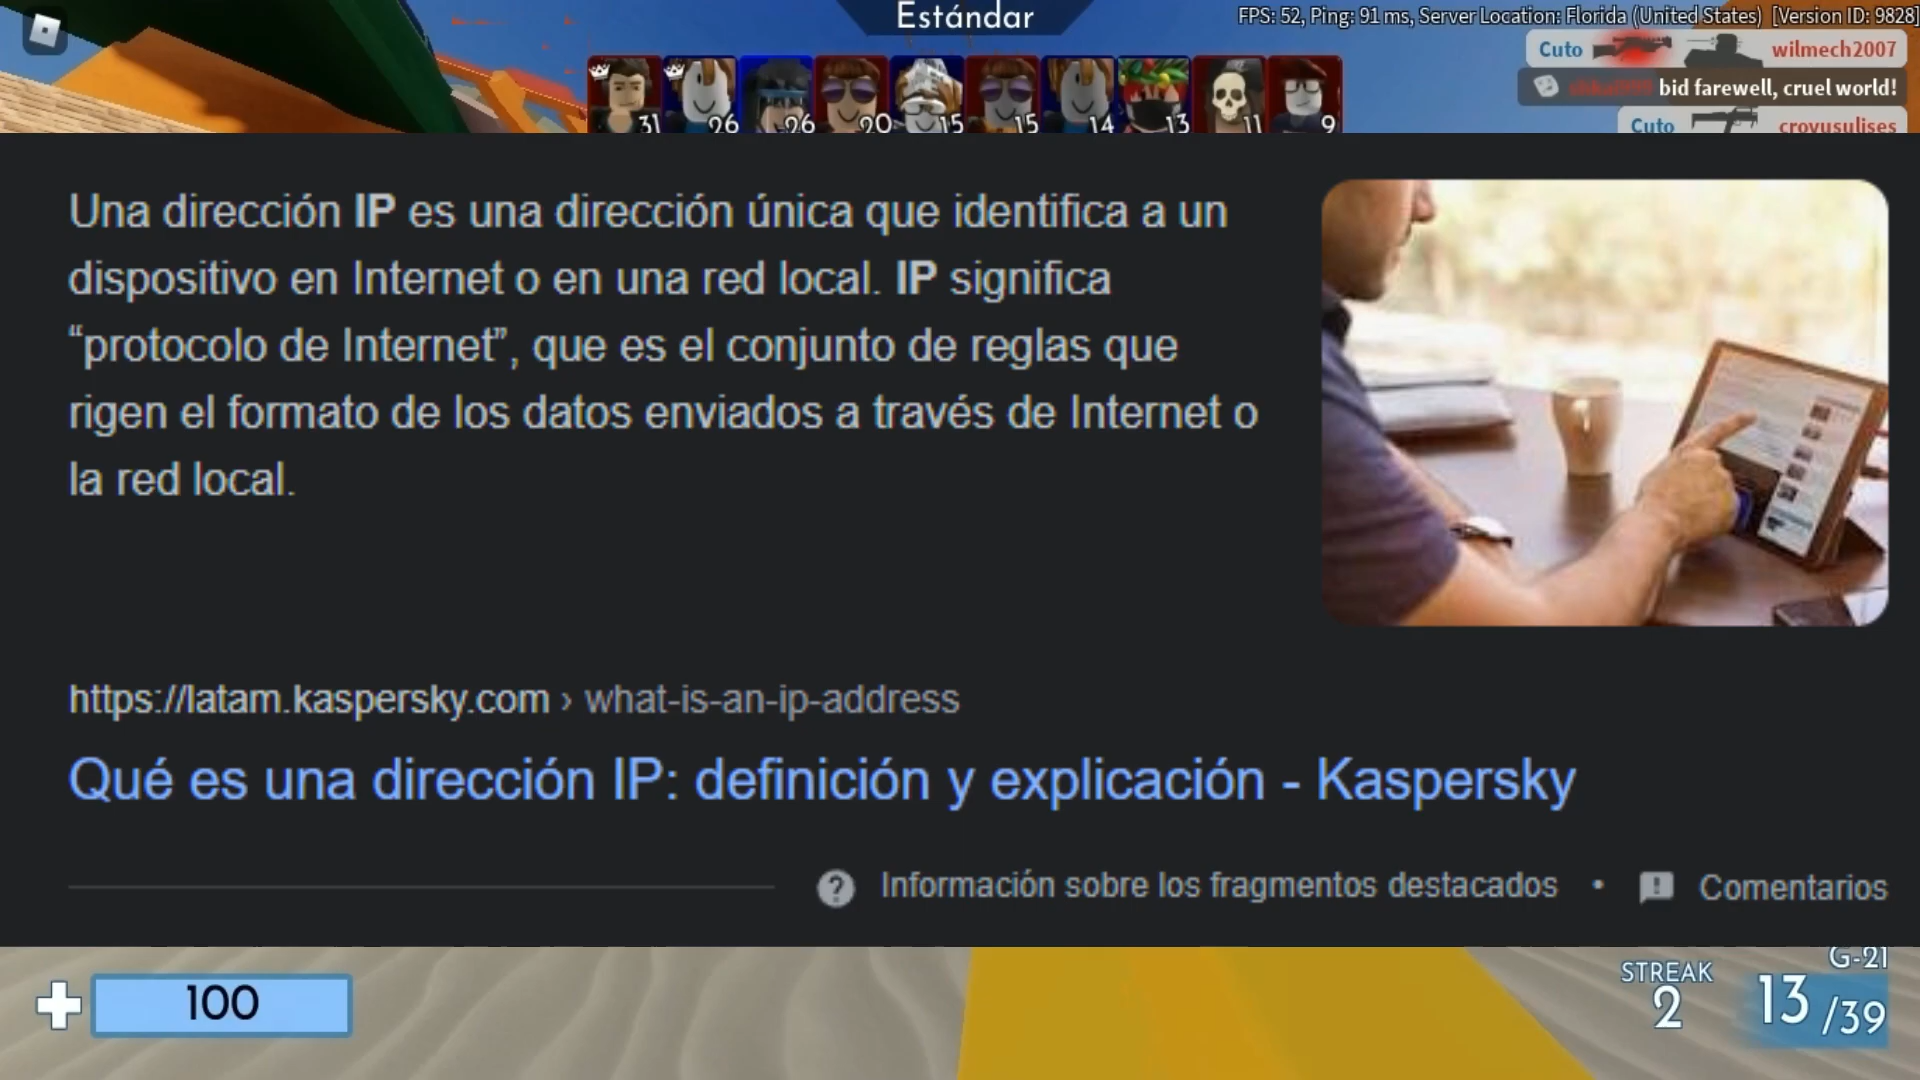 Estándar
FPS: 52, Ping: 91 ms, Server Location: Florida (United States) [Version ID: 9828]
Cuto wilmech2007
bid farewell, cruel world!
Cuto crovusulises
31 26 26 20 15 15 14 13 11 9
Una dirección IP es una dirección única que identifica a un
dispositivo en Internet o en una red local. IP significa
“protocolo de Internet”, que es el conjunto de reglas que
rigen el formato de los datos enviados a través de Internet o
la red local.
https://latam.kaspersky.com › what-is-an-ip-address
Qué es una dirección IP: definición y explicación - Kaspersky
Información sobre los fragmentos destacados • Comentarios
100
G-21
STREAK
2
13 /39